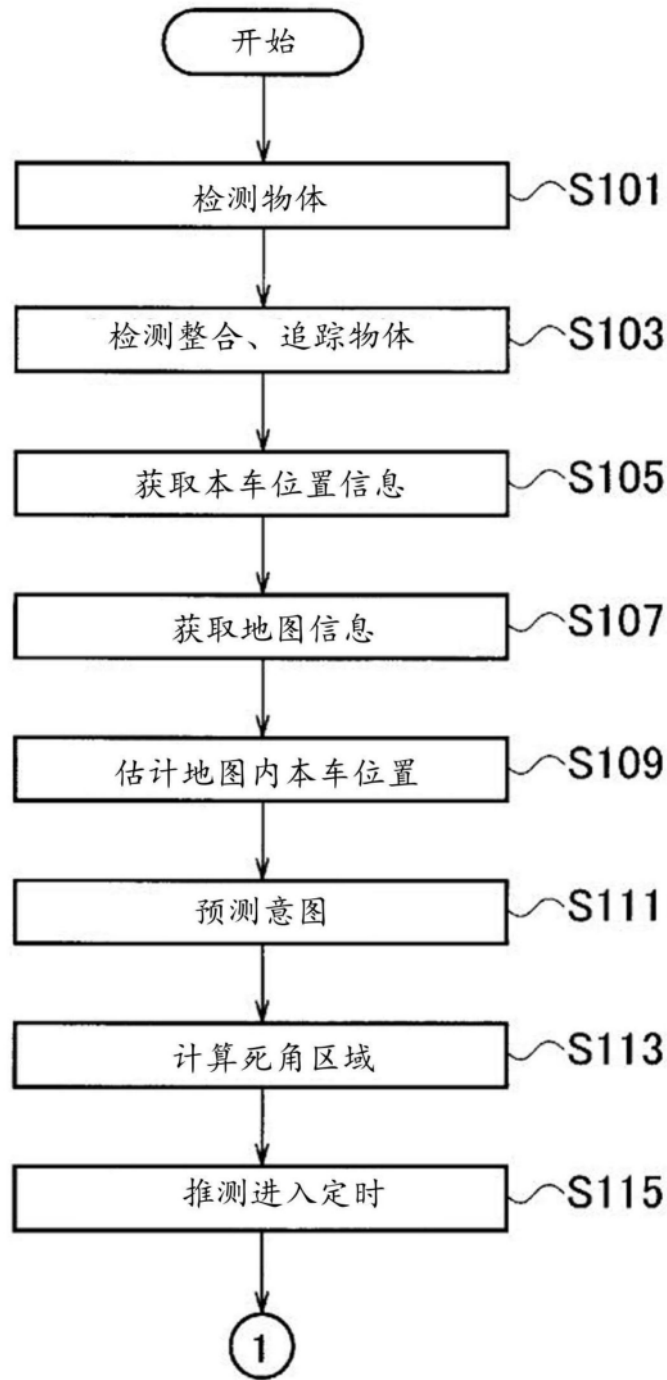 开始
检测物体 S101
检测整合、追踪物体 S103
获取本车位置信息 S105
获取地图信息 S107
估计地图内本车位置 S109
预测意图 S111
计算死角区域 S113
推测进入定时 S115
1